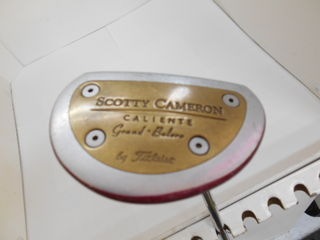 SCOTTY CAMERON
CALIENTE
Grand • Bolero
by Titleist